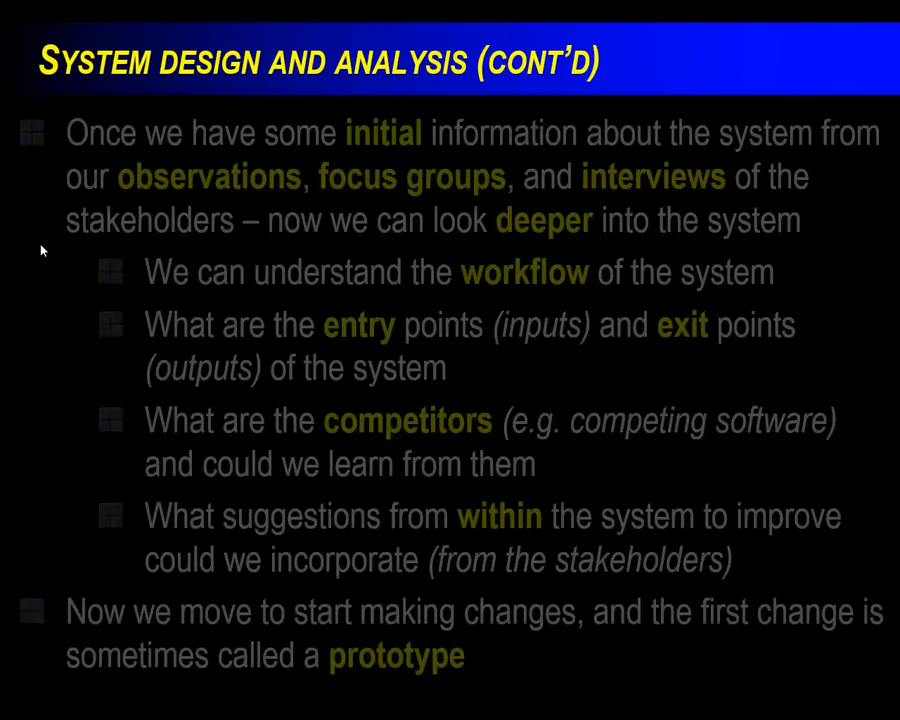 SYSTEM DESIGN AND ANALYSIS (CONT'D)
Once we have some initial information about the system from
our observations, focus groups, and interviews of the
stakeholders – now we can look deeper into the system
We can understand the workflow of the system
What are the entry points (inputs) and exit points
(outputs) of the system
What are the competitors (e.g. competing software)
and could we learn from them
What suggestions from within the system to improve
could we incorporate (from the stakeholders)
Now we move to start making changes, and the first change is
sometimes called a prototype